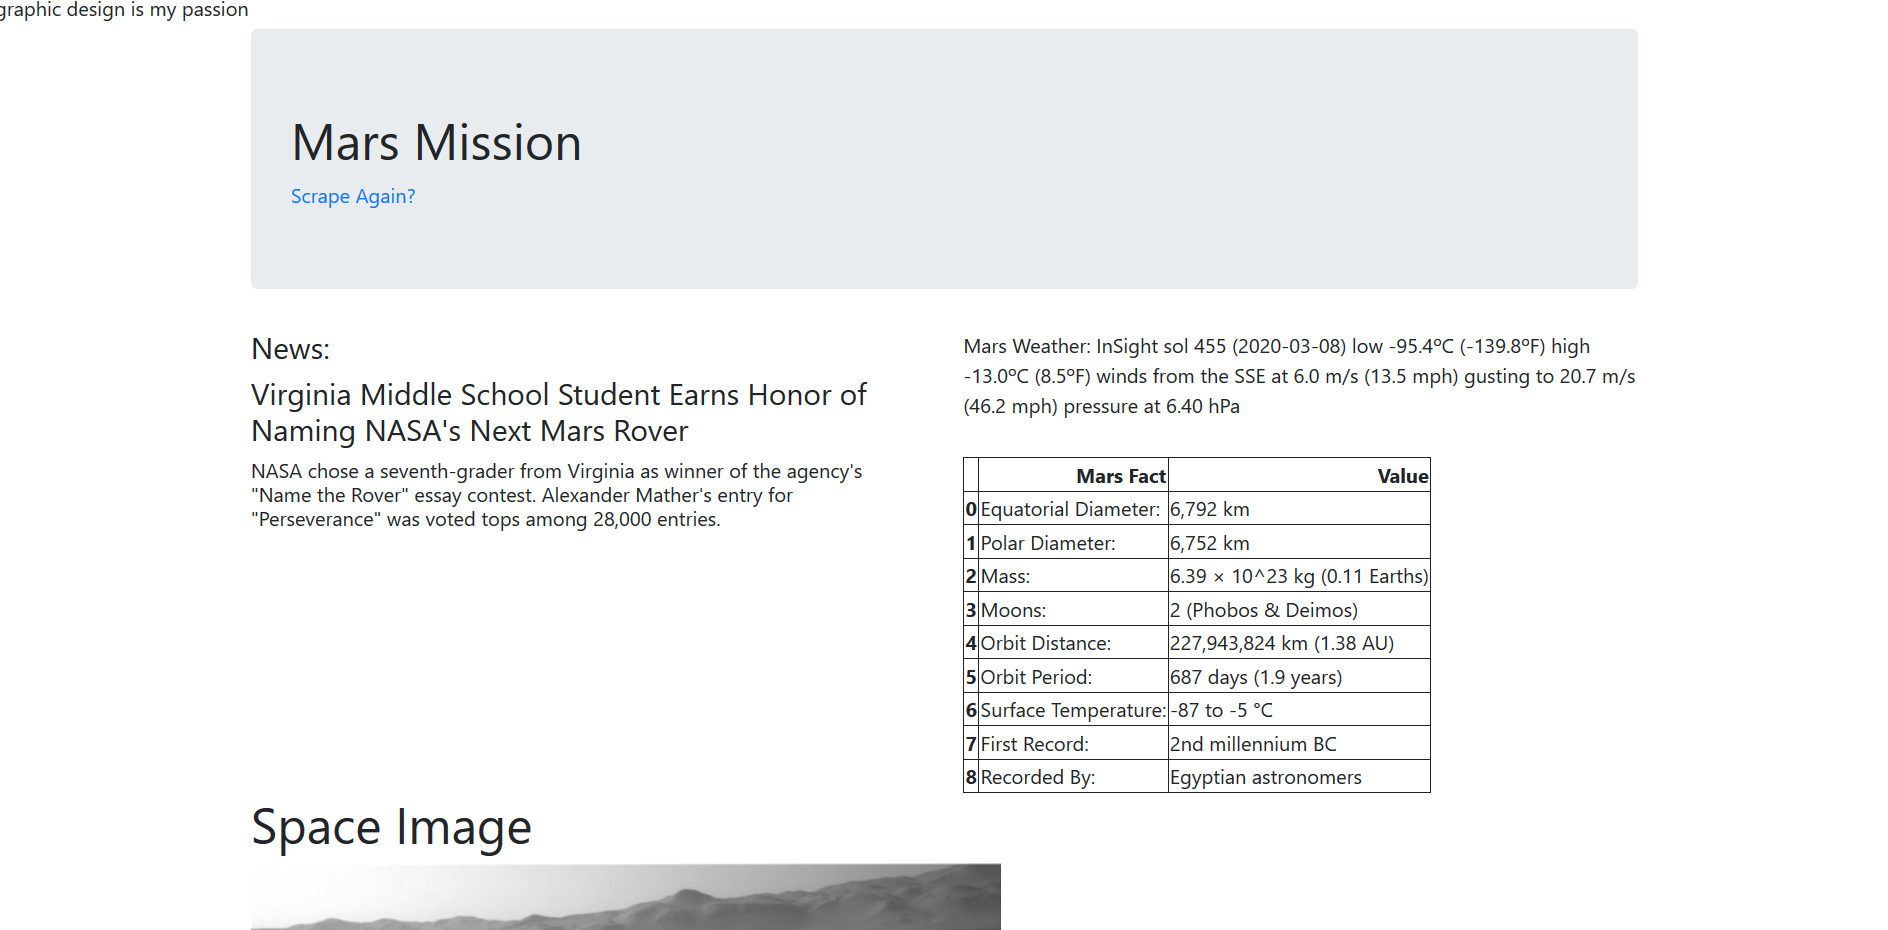 graphic design is my passion
Mars Mission
Scrape Again?
News:
Virginia Middle School Student Earns Honor of
Naming NASA's Next Mars Rover
NASA chose a seventh-grader from Virginia as winner of the agency's
"Name the Rover" essay contest. Alexander Mather's entry for
"Perseverance" was voted tops among 28,000 entries.
Mars Weather: InSight sol 455 (2020-03-08) low -95.4ºC (-139.8ºF) high
-13.0ºC (8.5ºF) winds from the SSE at 6.0 m/s (13.5 mph) gusting to 20.7 m/s
(46.2 mph) pressure at 6.40 hPa
Mars Fact Value
0 Equatorial Diameter: 6,792 km
1 Polar Diameter: 6,752 km
2 Mass: 6.39 × 10^23 kg (0.11 Earths)
3 Moons: 2 (Phobos & Deimos)
4 Orbit Distance: 227,943,824 km (1.38 AU)
5 Orbit Period: 687 days (1.9 years)
6 Surface Temperature: -87 to -5 °C
7 First Record: 2nd millennium BC
8 Recorded By: Egyptian astronomers
Space Image